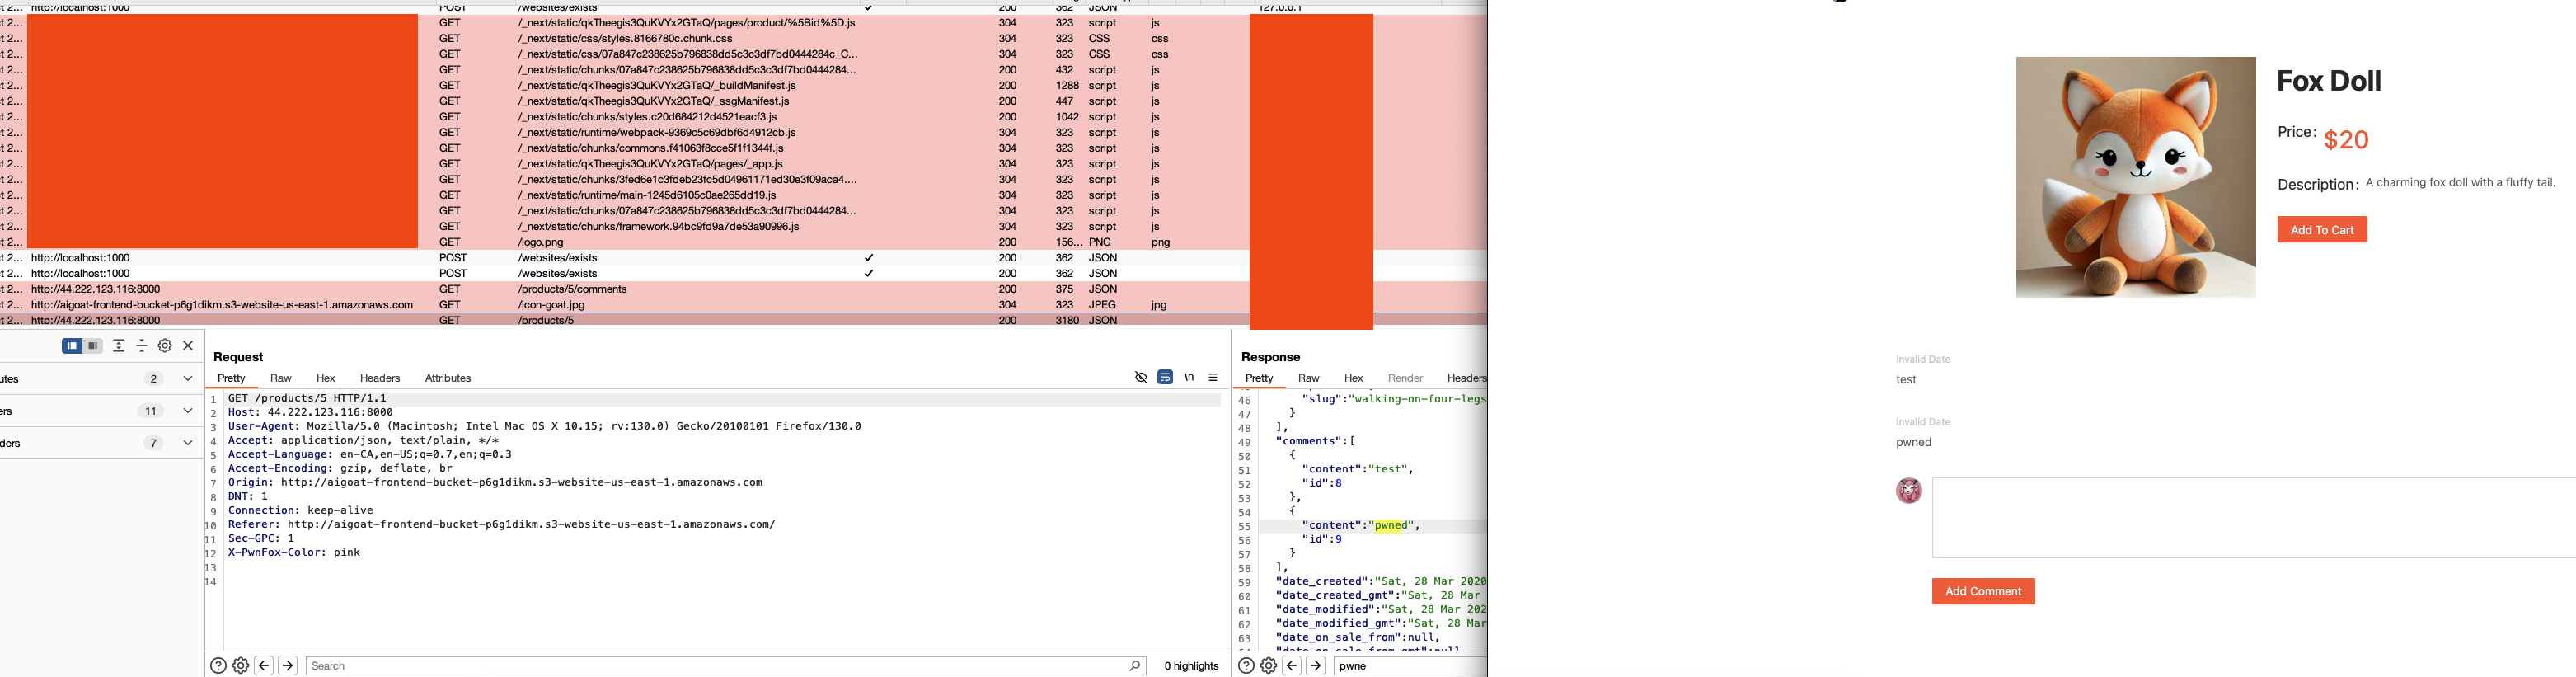 t 2... http://localhost:1000 POST /websites/exists ✓ 200 362 JSON 127.0.0.1
t 2... GET /_next/static/qkTheegis3QuKVYx2GTaQ/pages/product/%5Bid%5D.js 304 323 script js
t 2... GET /_next/static/css/styles.8166780c.chunk.css 304 323 CSS css
t 2... GET /_next/static/css/07a847c238625b796838dd5c3c3df7bd0444284c_C... 304 323 CSS css
t 2... GET /_next/static/chunks/07a847c238625b796838dd5c3c3df7bd0444284... 200 432 script js
t 2... GET /_next/static/qkTheegis3QuKVYx2GTaQ/_buildManifest.js 200 1288 script js
t 2... GET /_next/static/qkTheegis3QuKVYx2GTaQ/_ssgManifest.js 200 447 script js
t 2... GET /_next/static/chunks/styles.c20d684212d4521eacf3.js 200 1042 script js
t 2... GET /_next/static/runtime/webpack-9369c5c69dbf6d4912cb.js 304 323 script js
t 2... GET /_next/static/chunks/commons.f41063f8cce5f1f1344f.js 304 323 script js
t 2... GET /_next/static/qkTheegis3QuKVYx2GTaQ/pages/_app.js 304 323 script js
t 2... GET /_next/static/chunks/3fed6e1c3fdeb23fc5d04961171ed30e3f09aca4.... 304 323 script js
t 2... GET /_next/static/runtime/main-1245d6105c0ae265dd19.js 304 323 script js
t 2... GET /_next/static/chunks/07a847c238625b796838dd5c3c3df7bd0444284... 304 323 script js
t 2... GET /_next/static/chunks/framework.94bc9fd9a7de53a90996.js 304 323 script js
t 2... GET /logo.png 200 156... PNG png
t 2... http://localhost:1000 POST /websites/exists ✓ 200 362 JSON
t 2... http://localhost:1000 POST /websites/exists ✓ 200 362 JSON
t 2... http://44.222.123.116:8000 GET /products/5/comments 200 375 JSON
t 2... http://aigoat-frontend-bucket-p6g1dikm.s3-website-us-east-1.amazonaws.com GET /icon-goat.jpg 304 323 JPEG jpg
t 2... http://44.222.123.116:8000 GET /products/5 200 3180 JSON
utes 2
ers 11
ders 7
Request
Pretty Raw Hex Headers Attributes
\n
1 GET /products/5 HTTP/1.1
2 Host: 44.222.123.116:8000
3 User-Agent: Mozilla/5.0 (Macintosh; Intel Mac OS X 10.15; rv:130.0) Gecko/20100101 Firefox/130.0
4 Accept: application/json, text/plain, */*
5 Accept-Language: en-CA,en-US;q=0.7,en;q=0.3
6 Accept-Encoding: gzip, deflate, br
7 Origin: http://aigoat-frontend-bucket-p6g1dikm.s3-website-us-east-1.amazonaws.com
8 DNT: 1
9 Connection: keep-alive
10 Referer: http://aigoat-frontend-bucket-p6g1dikm.s3-website-us-east-1.amazonaws.com/
11 Sec-GPC: 1
12 X-PwnFox-Color: pink
13
14
Search
0 highlights
Response
Pretty Raw Hex Render Headers
46 "slug":"walking-on-four-legs
47 }
48 ],
49 "comments":[
50 {
51 "content":"test",
52 "id":8
53 },
54 {
55 "content":"pwned",
56 "id":9
57 }
58 ],
59 "date_created":"Sat, 28 Mar 2020
60 "date_created_gmt":"Sat, 28 Mar
61 "date_modified":"Sat, 28 Mar 202
62 "date_modified_gmt":"Sat, 28 Mar
63 "date_on_sale_from":null,
"date_on_sale_from_gmt":null
pwne
Fox Doll
Price: $20
Description: A charming fox doll with a fluffy tail.
Add To Cart
Invalid Date
test
Invalid Date
pwned
Add Comment